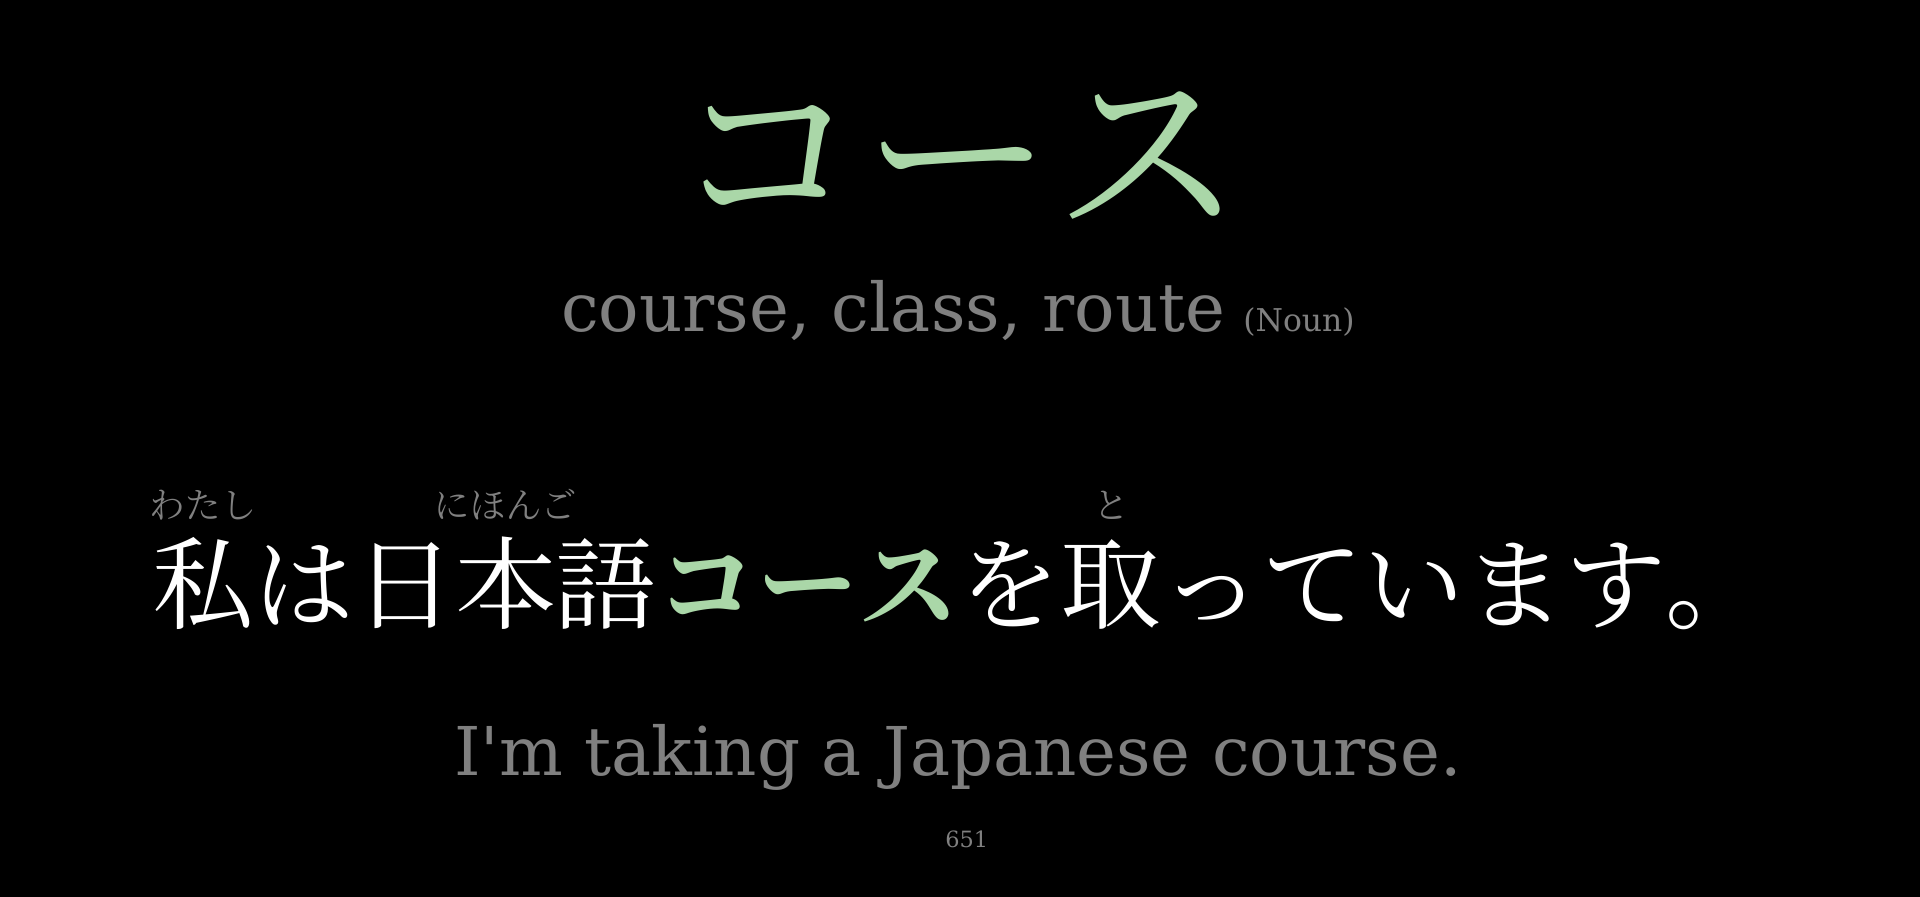 コース
course, class, route (Noun)
わたし にほんご と
私は日本語コースを取っています。
I'm taking a Japanese course.
651